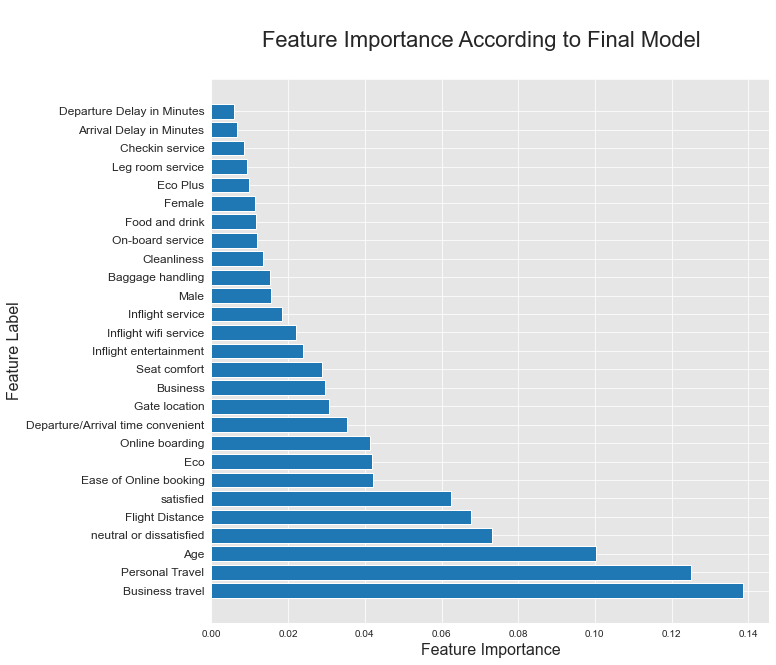 Feature Importance According to Final Model
Feature Label
Departure Delay in Minutes
Arrival Delay in Minutes
Checkin service
Leg room service
Eco Plus
Female
Food and drink
On-board service
Cleanliness
Baggage handling
Male
Inflight service
Inflight wifi service
Inflight entertainment
Seat comfort
Business
Gate location
Departure/Arrival time convenient
Online boarding
Eco
Ease of Online booking
satisfied
Flight Distance
neutral or dissatisfied
Age
Personal Travel
Business travel
0.00 0.02 0.04 0.06 0.08 0.10 0.12 0.14
Feature Importance